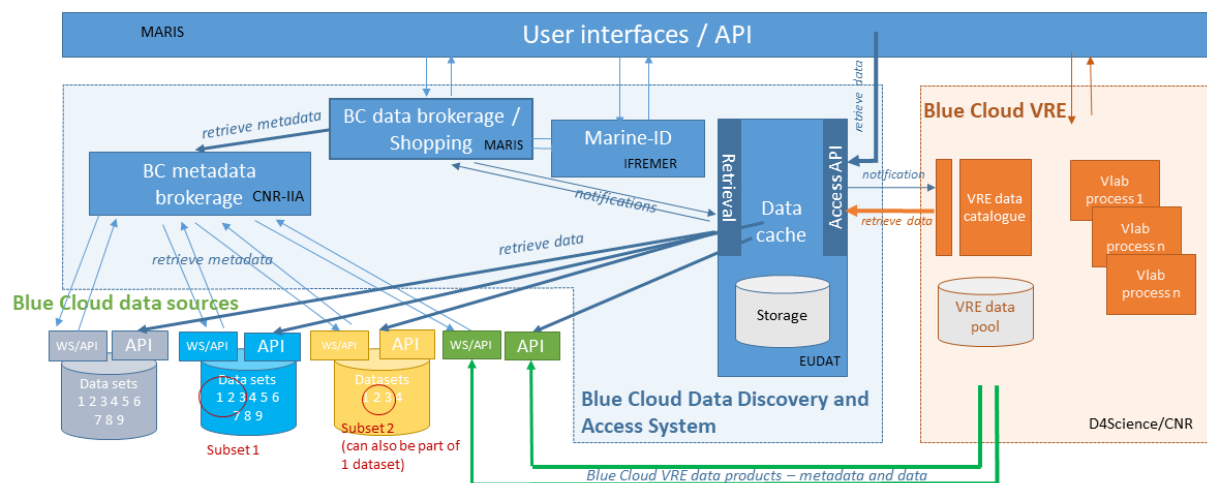 MARIS
User interfaces / API
retrieve data
BC data brokerage /
Shopping
MARIS
retrieve metadata
Marine-ID
IFREMER
BC metadata
brokerage
CNR-IIA
notifications
Retrieval
Data
cache
Access API
Storage
EUDAT
retrieve data
retrieve metadata
Blue Cloud VRE
notification
retrieve data
VRE data
catalogue
Vlab
process 1
Vlab
process n
Vlab
process n
VRE data
pool
D4Science/CNR
Blue Cloud data sources
WS/API
API
WS/API
API
WS/API
API
WS/API
API
Data sets
1 2 3 4 5 6
7 8 9
Data sets
1 2 3 4 5 6
7 8 9
Datasets
1 2 3 4
Subset 1
Subset 2
(can also be part of
1 dataset)
Blue Cloud Data Discovery and
Access System
Blue Cloud VRE data products – metadata and data